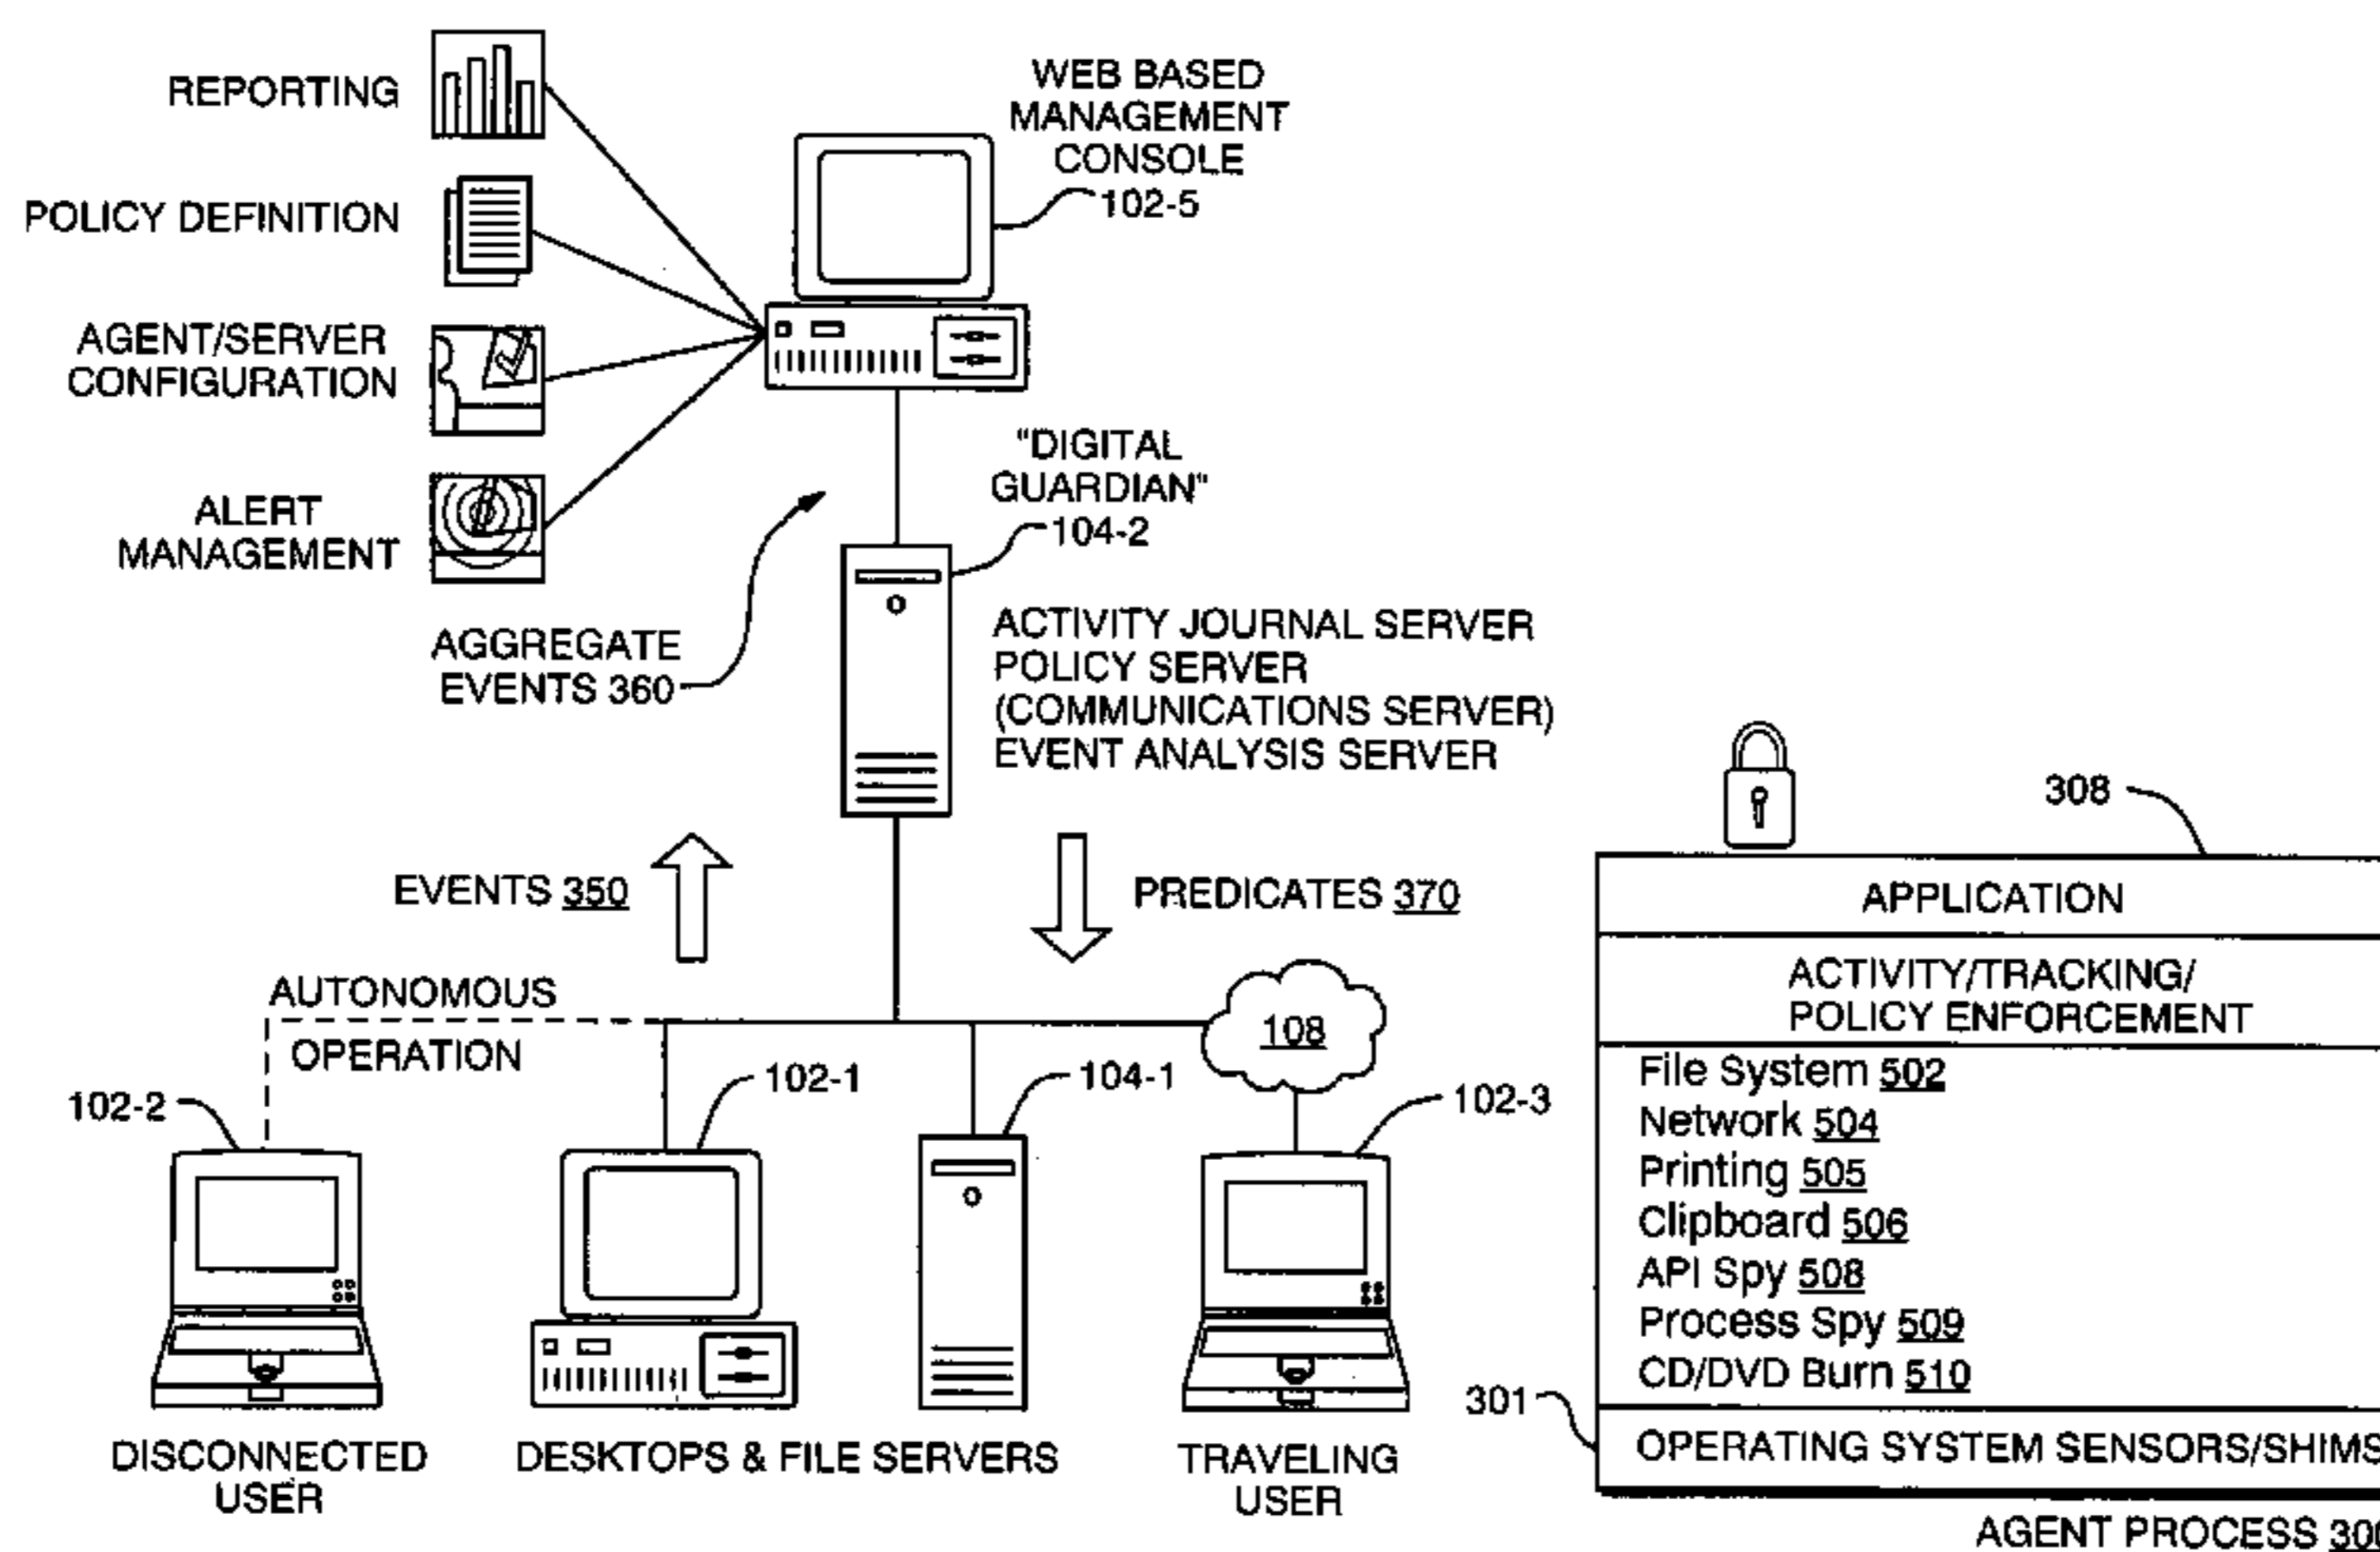 REPORTING
POLICY DEFINITION
AGENT/SERVER
CONFIGURATION
ALERT
MANAGEMENT
WEB BASED
MANAGEMENT
CONSOLE
102-5
"DIGITAL
GUARDIAN"
104-2
AGGREGATE
EVENTS 360
ACTIVITY JOURNAL SERVER
POLICY SERVER
(COMMUNICATIONS SERVER)
EVENT ANALYSIS SERVER
EVENTS 350
PREDICATES 370
AUTONOMOUS
OPERATION
108
102-2
102-1
104-1
102-3
DISCONNECTED
USER
DESKTOPS & FILE SERVERS
TRAVELING
USER
308
APPLICATION
ACTIVITY/TRACKING/
POLICY ENFORCEMENT
File System 502
Network 504
Printing 505
Clipboard 506
API Spy 508
Process Spy 509
CD/DVD Burn 510
301
OPERATING SYSTEM SENSORS/SHIMS
AGENT PROCESS 300